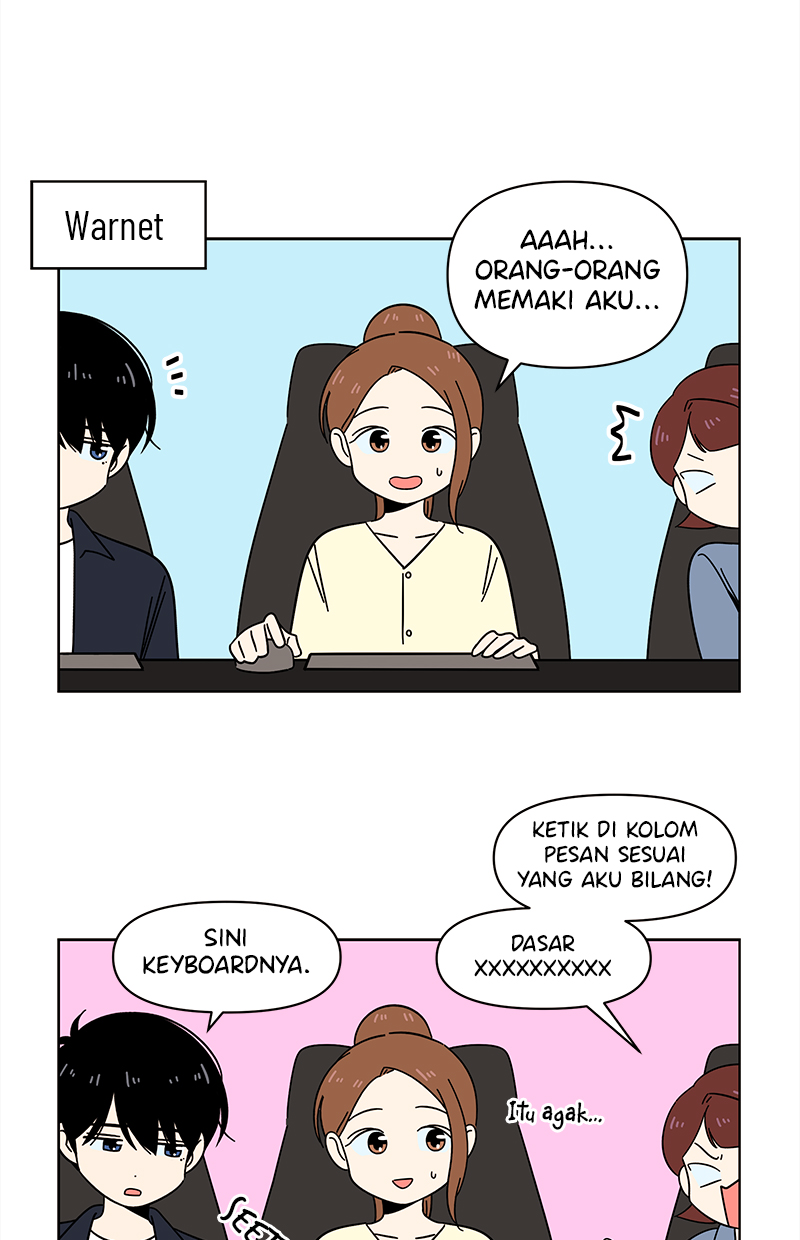 Warnet
AAAH...
ORANG-ORANG
MEMAKI AKU...
KETIK DI KOLOM
PESAN SESUAI
YANG AKU BILANG!
SINI
KEYBOARDNYA.
DASAR
XXXXXXXXXX
Itu agak...